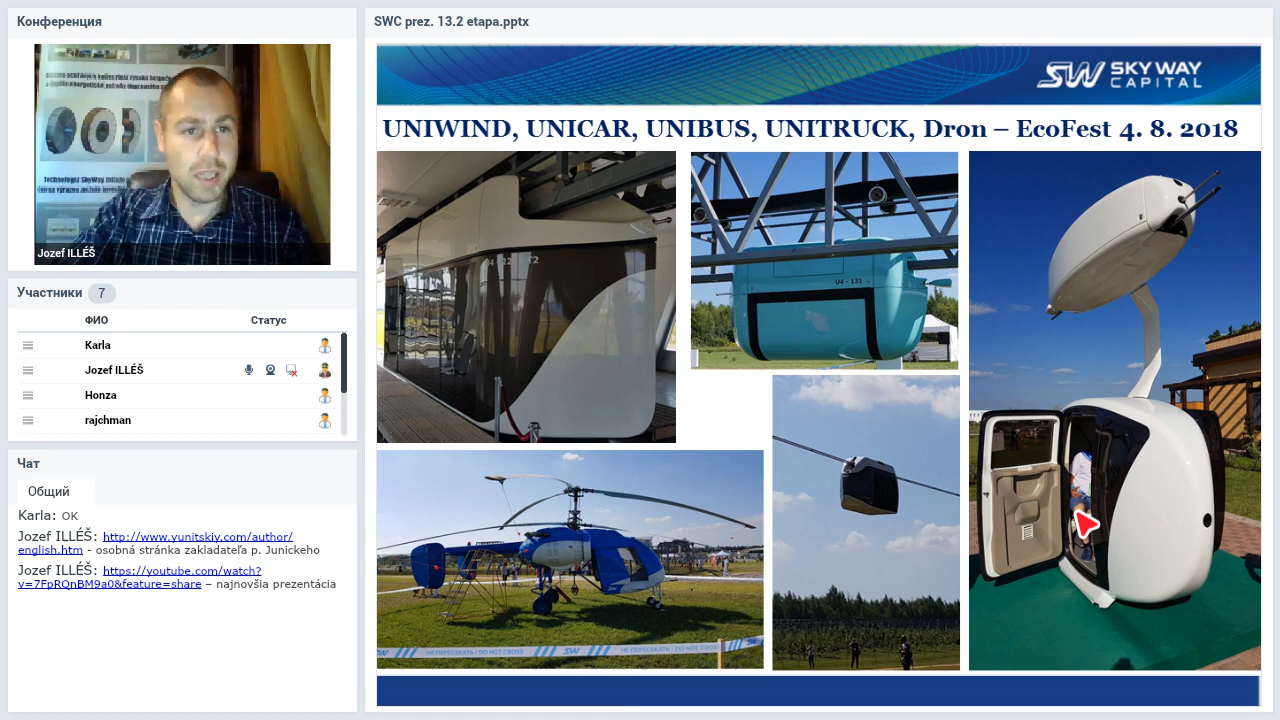 Конференция
Jozef ILLÉŠ
Участники 7
ФИО Статус
Karla
Jozef ILLÉŠ
Honza
rajchman
Чат
Общий
Karla: OK
Jozef ILLÉŠ: http://www.yunitskiy.com/author/
english.htm - osobná stránka zakladateľa p. Junickeho
Jozef ILLÉŠ: https://youtube.com/watch?
v=7FpRQnBM9a0&feature=share – najnovšia prezentácia
SWC prez. 13.2 etapa.pptx
SW SKY WAY
CAPITAL
UNIWIND, UNICAR, UNIBUS, UNITRUCK, Dron – EcoFest 4. 8. 2018
U4 - 131
НЕ ПЕРЕСЕКАТЬ | DO NOT CROSS